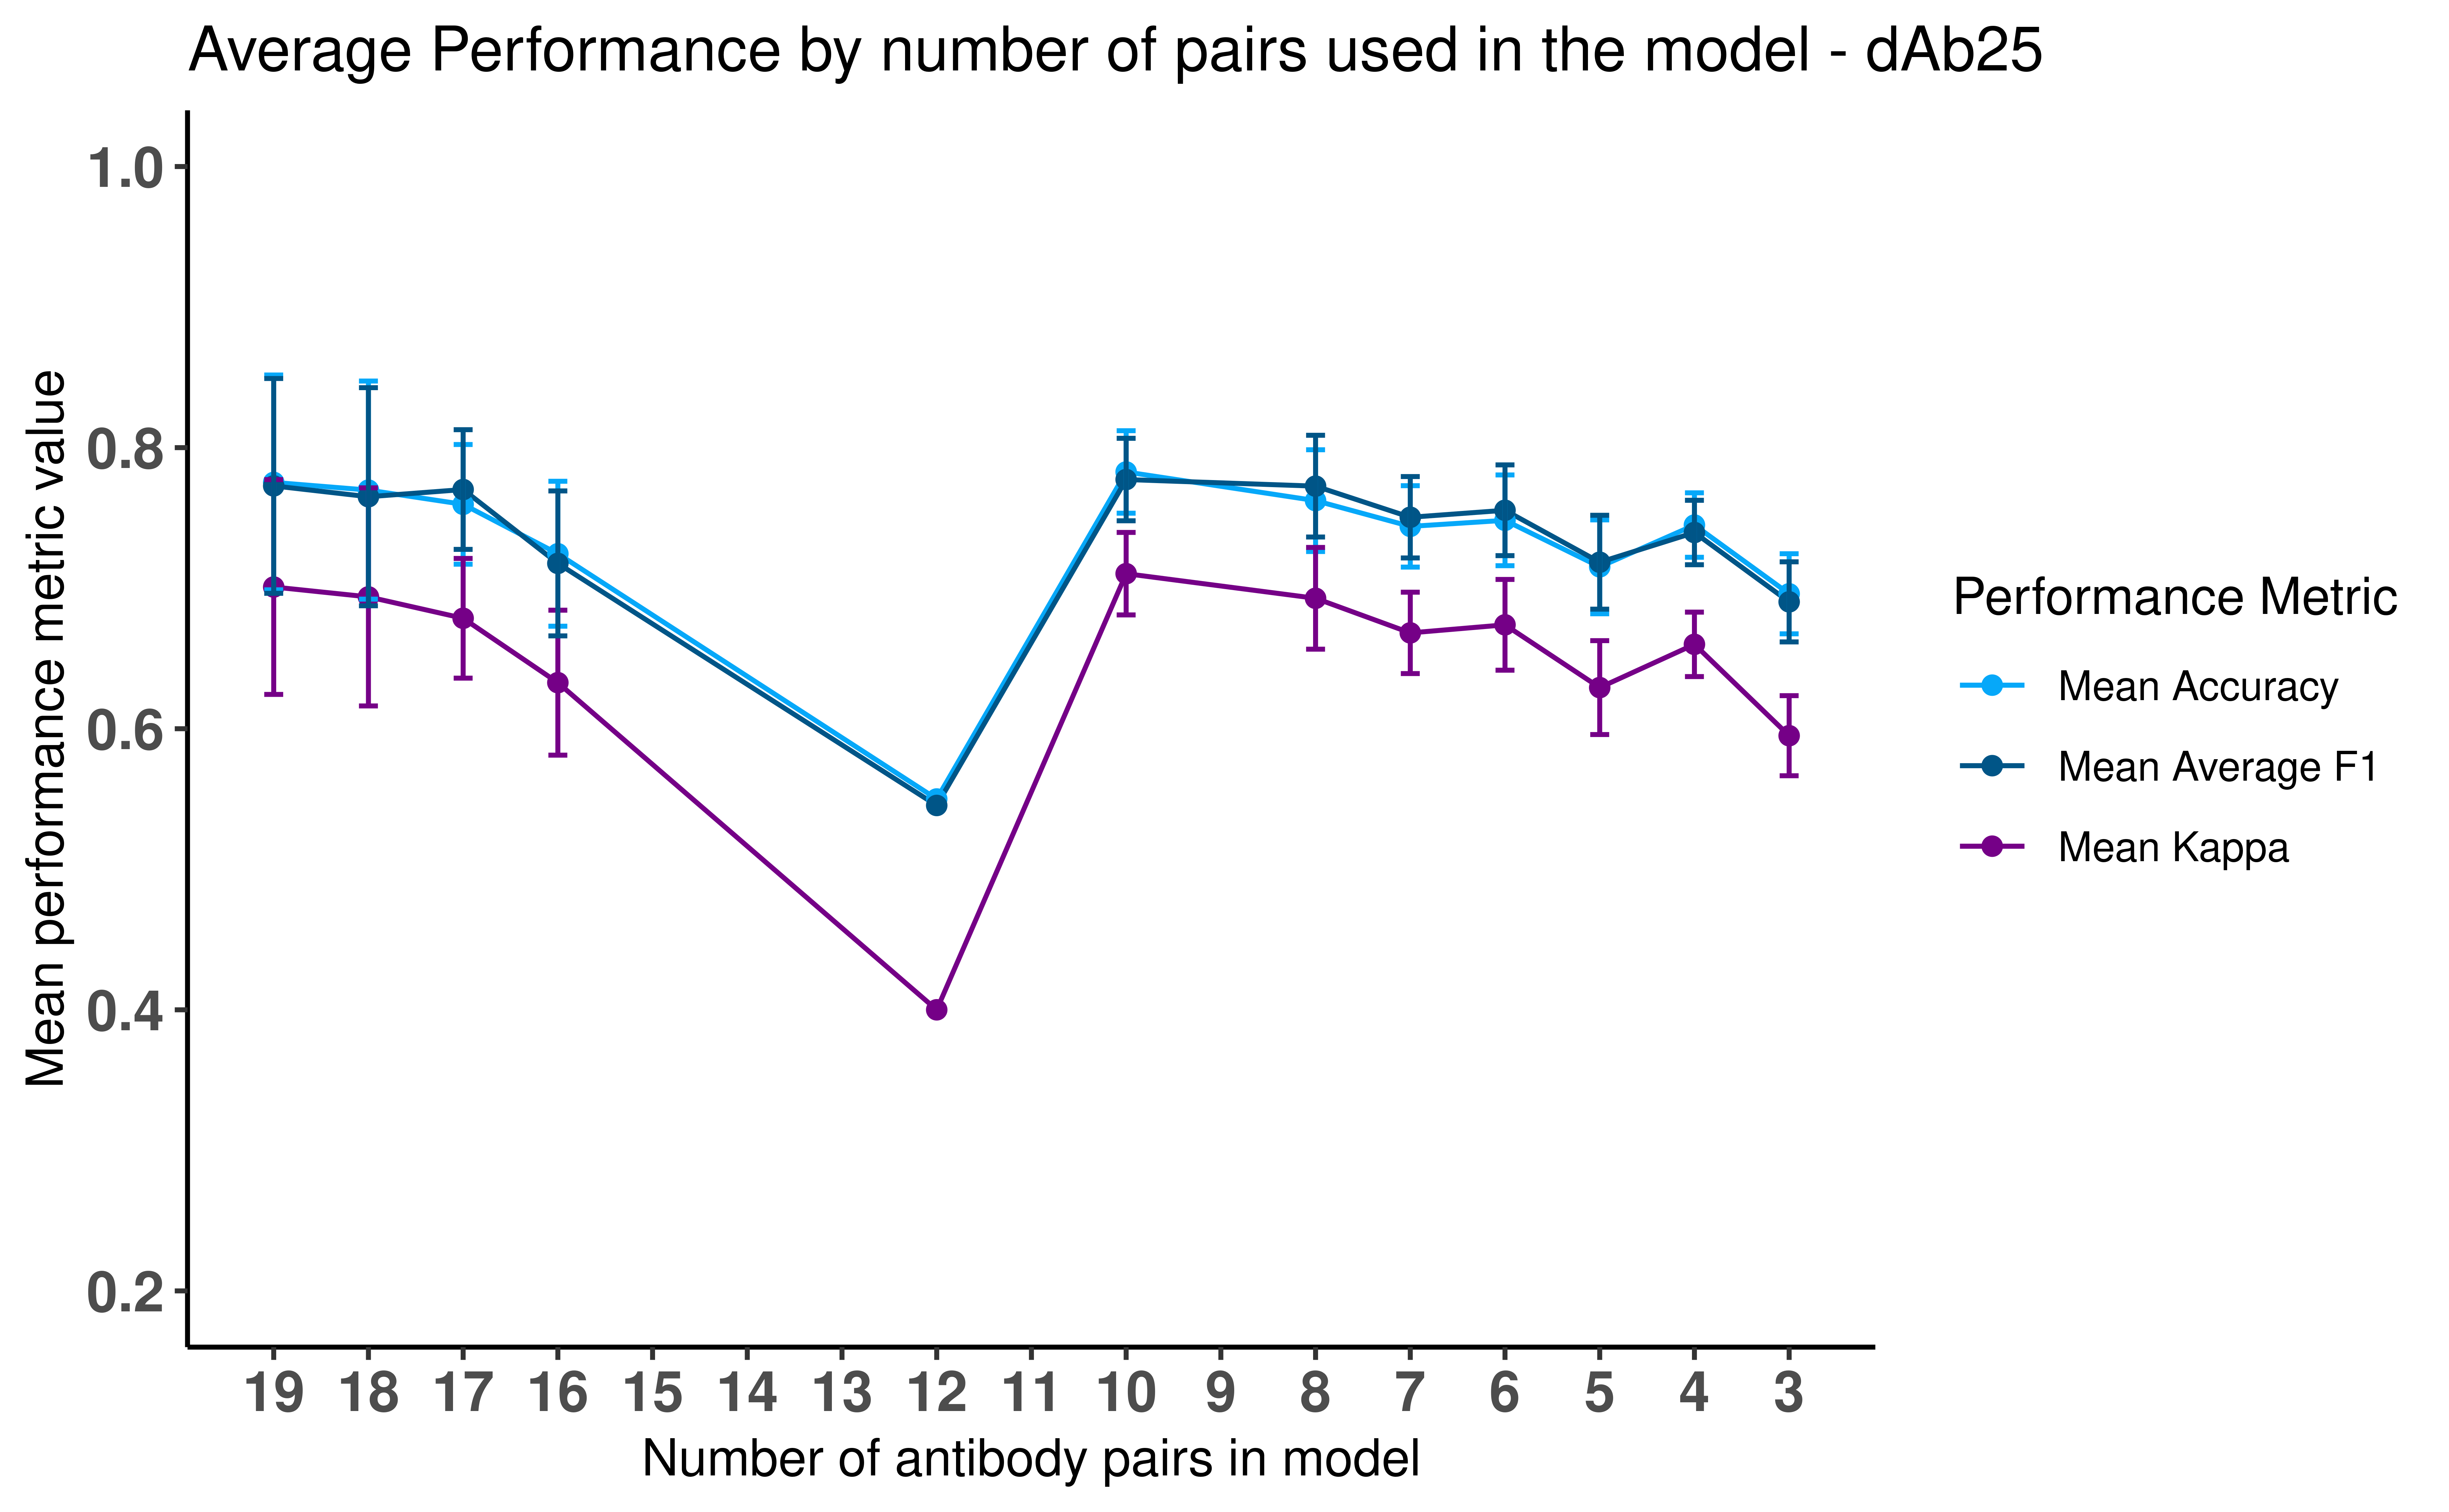 Average Performance by number of pairs used in the model - dAb25
Mean performance metric value
1.0
0.8
0.6
0.4
0.2
19 18 17 16 15 14 13 12 11 10 9 8 7 6 5 4 3
Number of antibody pairs in model
Performance Metric
Mean Accuracy
Mean Average F1
Mean Kappa